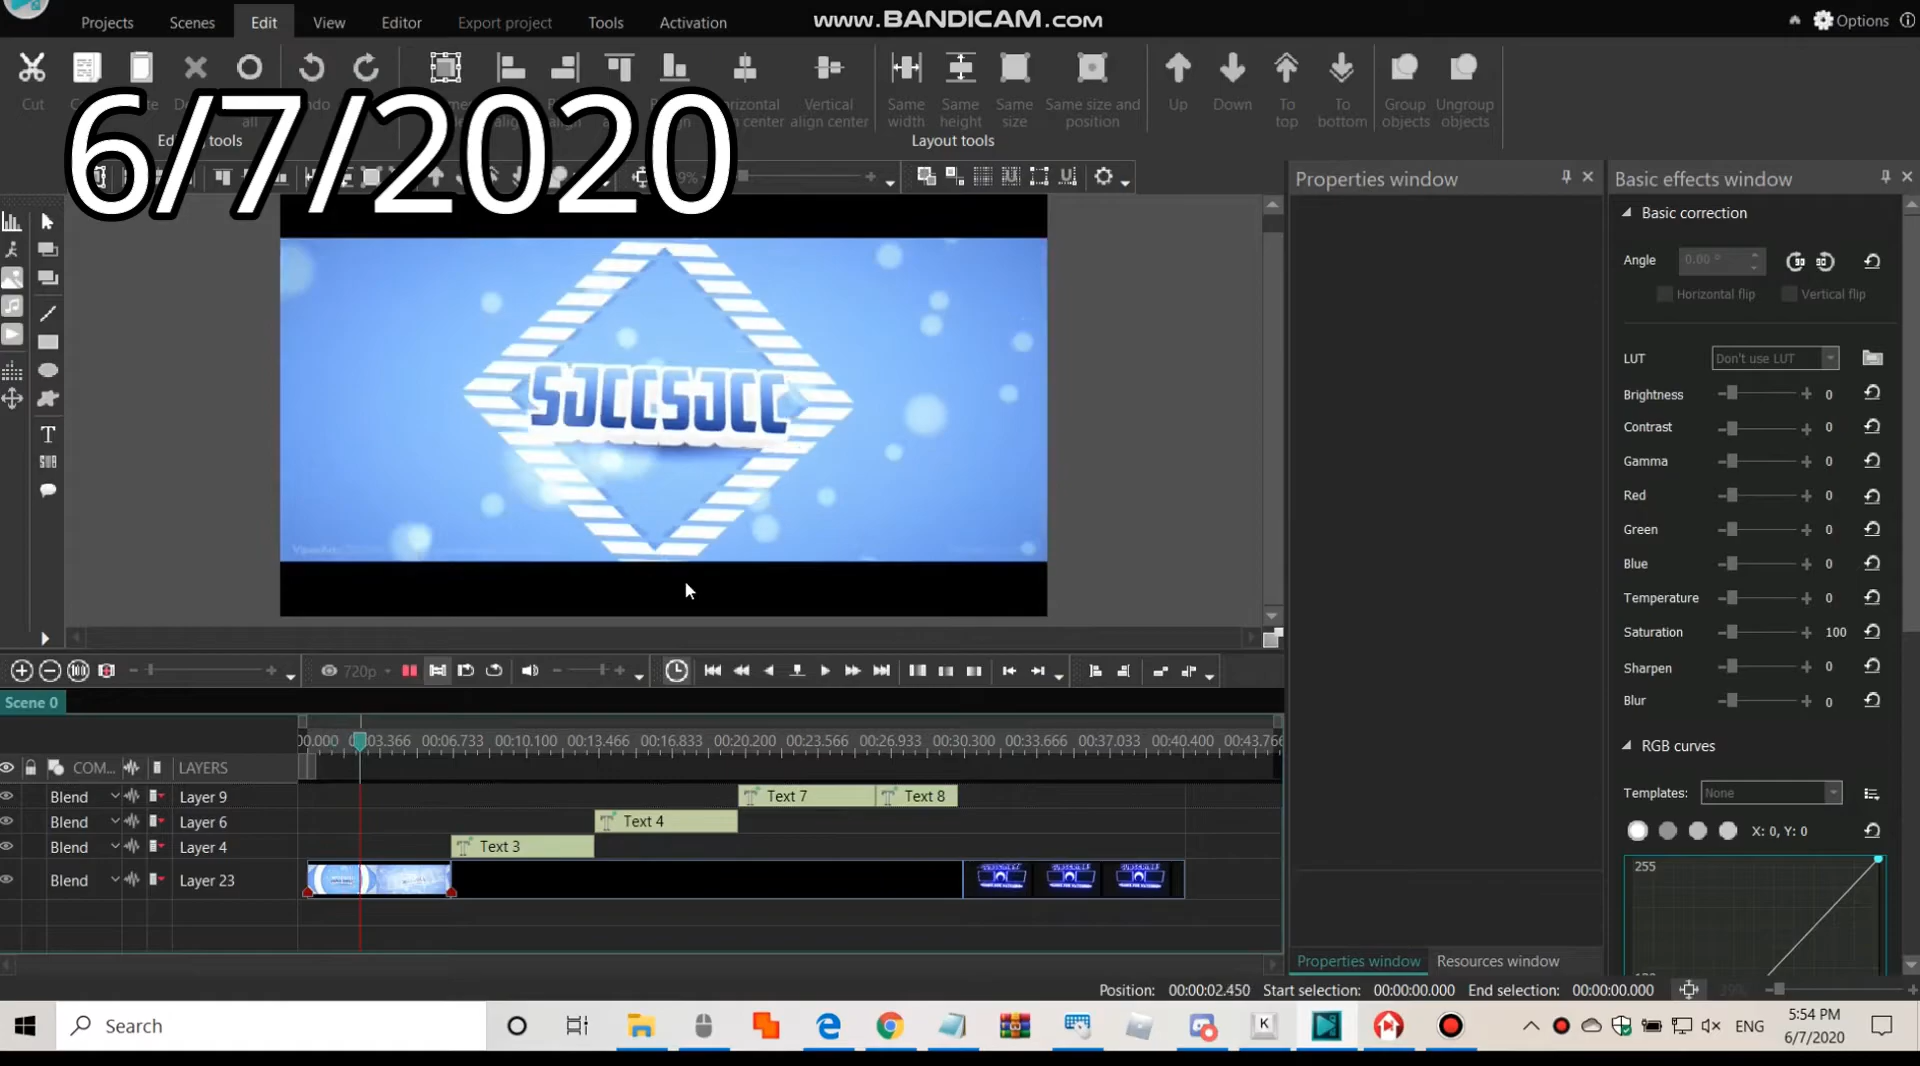 Projects Scenes Edit View Editor Export project Tools Activation www.BANDICAM.com Options
Cut
Same width Same height Same size Same size and position Up Down To top To bottom Group objects Ungroup objects
Vertical align center
tools Layout tools
6/7/2020
Properties window Basic effects window
Basic correction
Angle 0.00 °
Horizontal flip Vertical flip
SJCCSJCC
LUT Don't use LUT
Brightness 0
Contrast 0
Gamma 0
Red 0
Green 0
Blue 0
Temperature 0
Saturation 100
Sharpen 0
Blur 0
720p
Scene 0
RGB curves
00.000 03.366 00:06.733 00:10.100 00:13.466 00:16.833 00:20.200 00:23.566 00:26.933 00:30.300 00:33.666 00:37.033 00:40.400 00:43.766
COM... LAYERS
Templates: None
Blend Layer 9 Text 7 Text 8
Blend Layer 6 Text 4
X: 0, Y: 0
Blend Layer 4 Text 3
255
Blend Layer 23
Properties window Resources window
Position: 00:00:02.450 Start selection: 00:00:00.000 End selection: 00:00:00.000 39%
Search
ENG
5:54 PM
6/7/2020